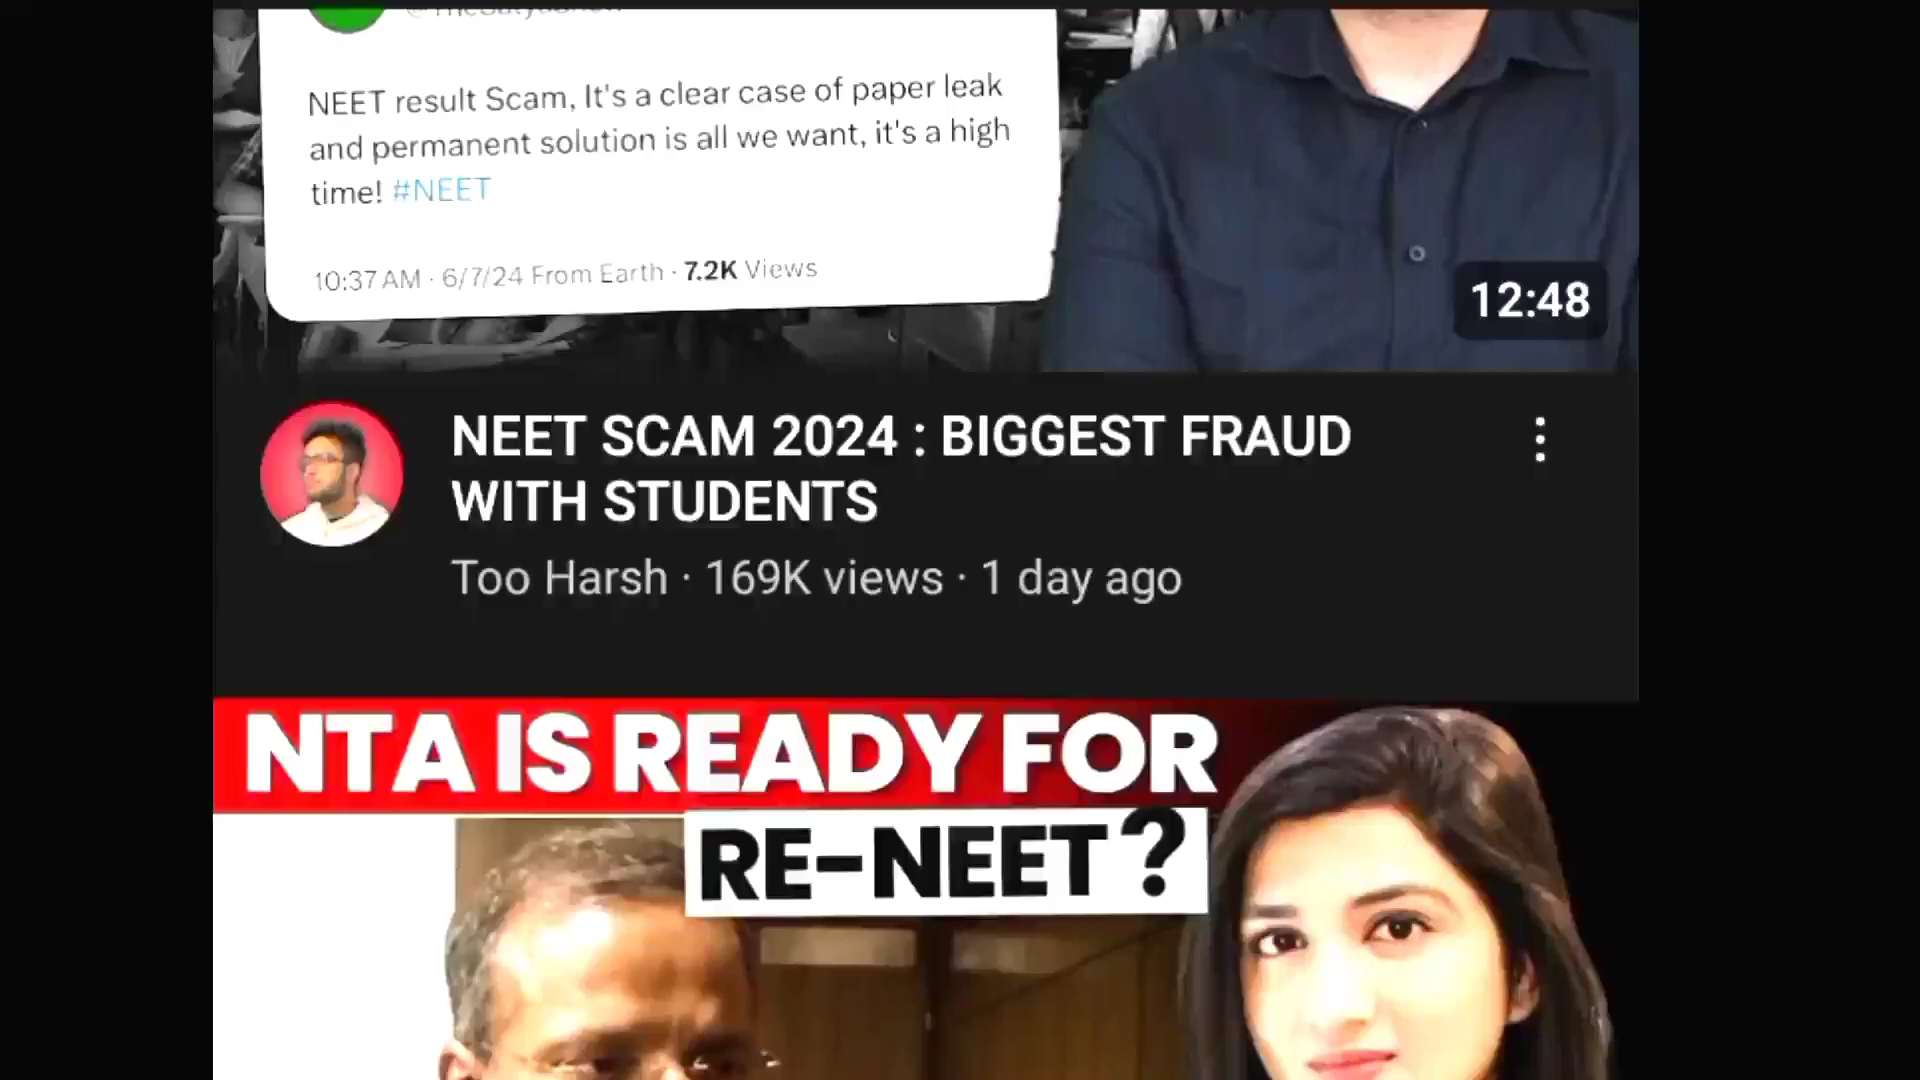 NEET result Scam, It's a clear case of paper leak
and permanent solution is all we want, it's a high
time! #NEET
10:37 AM · 6/7/24 From Earth · 7.2K Views
12:48
NEET SCAM 2024 : BIGGEST FRAUD
WITH STUDENTS
Too Harsh · 169K views · 1 day ago
NTA IS READY FOR
RE-NEET?